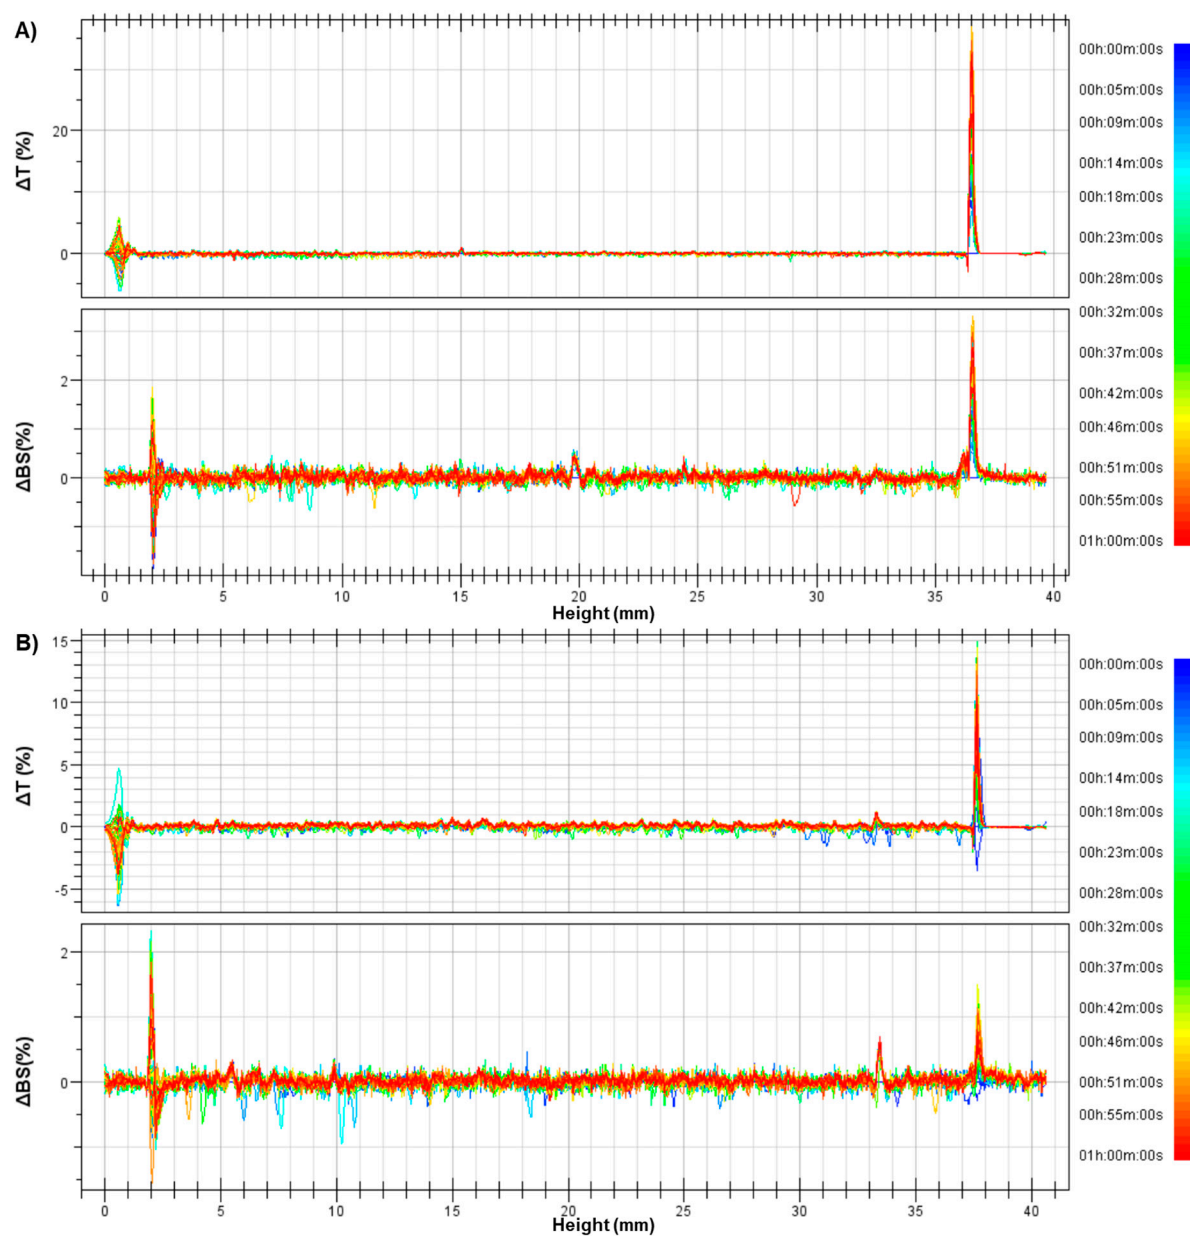 A)
ΔT (%)
20
0
ΔBS(%)
2
0
0 5 10 15 20 25 30 35 40
Height (mm)
00h:00m:00s
00h:05m:00s
00h:09m:00s
00h:14m:00s
00h:18m:00s
00h:23m:00s
00h:28m:00s
00h:32m:00s
00h:37m:00s
00h:42m:00s
00h:46m:00s
00h:51m:00s
00h:55m:00s
01h:00m:00s
B)
ΔT (%)
15
10
5
0
-5
ΔBS(%)
2
0
0 5 10 15 20 25 30 35 40
Height (mm)
00h:00m:00s
00h:05m:00s
00h:09m:00s
00h:14m:00s
00h:18m:00s
00h:23m:00s
00h:28m:00s
00h:32m:00s
00h:37m:00s
00h:42m:00s
00h:46m:00s
00h:51m:00s
00h:55m:00s
01h:00m:00s